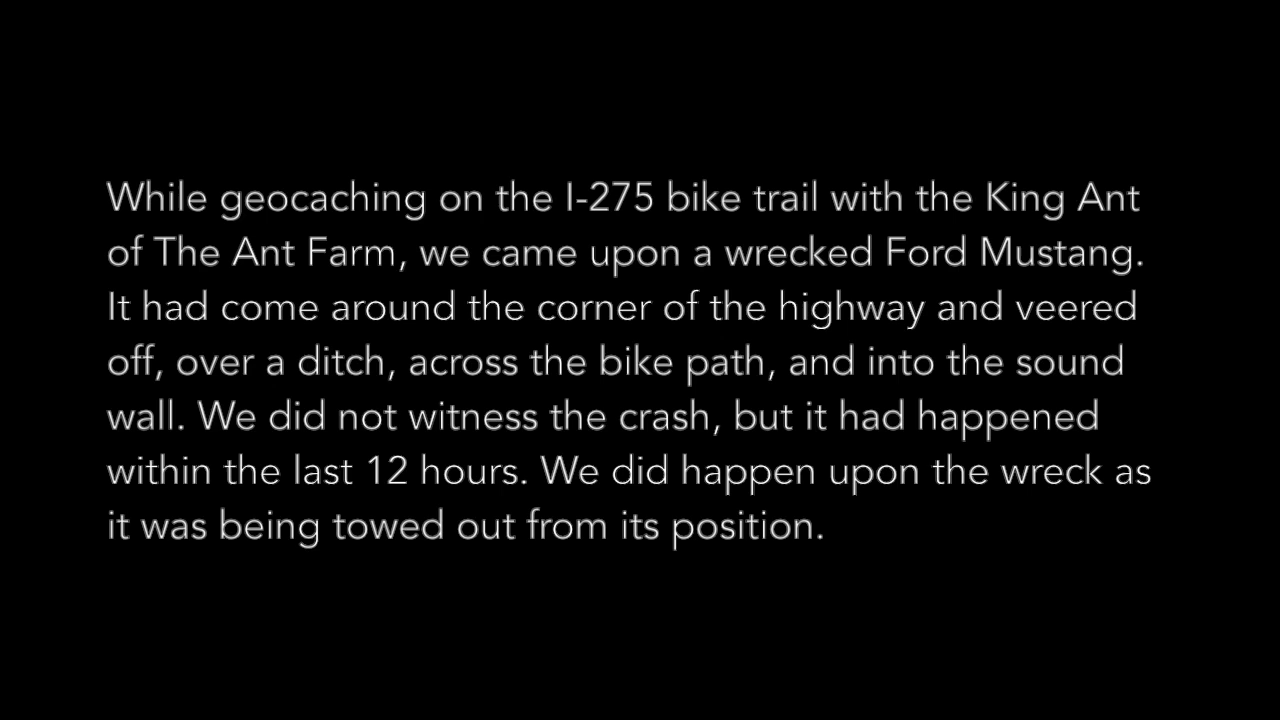 While geocaching on the I-275 bike trail with the King Ant
of The Ant Farm, we came upon a wrecked Ford Mustang.
It had come around the corner of the highway and veered
off, over a ditch, across the bike path, and into the sound
wall. We did not witness the crash, but it had happened
within the last 12 hours. We did happen upon the wreck as
it was being towed out from its position.